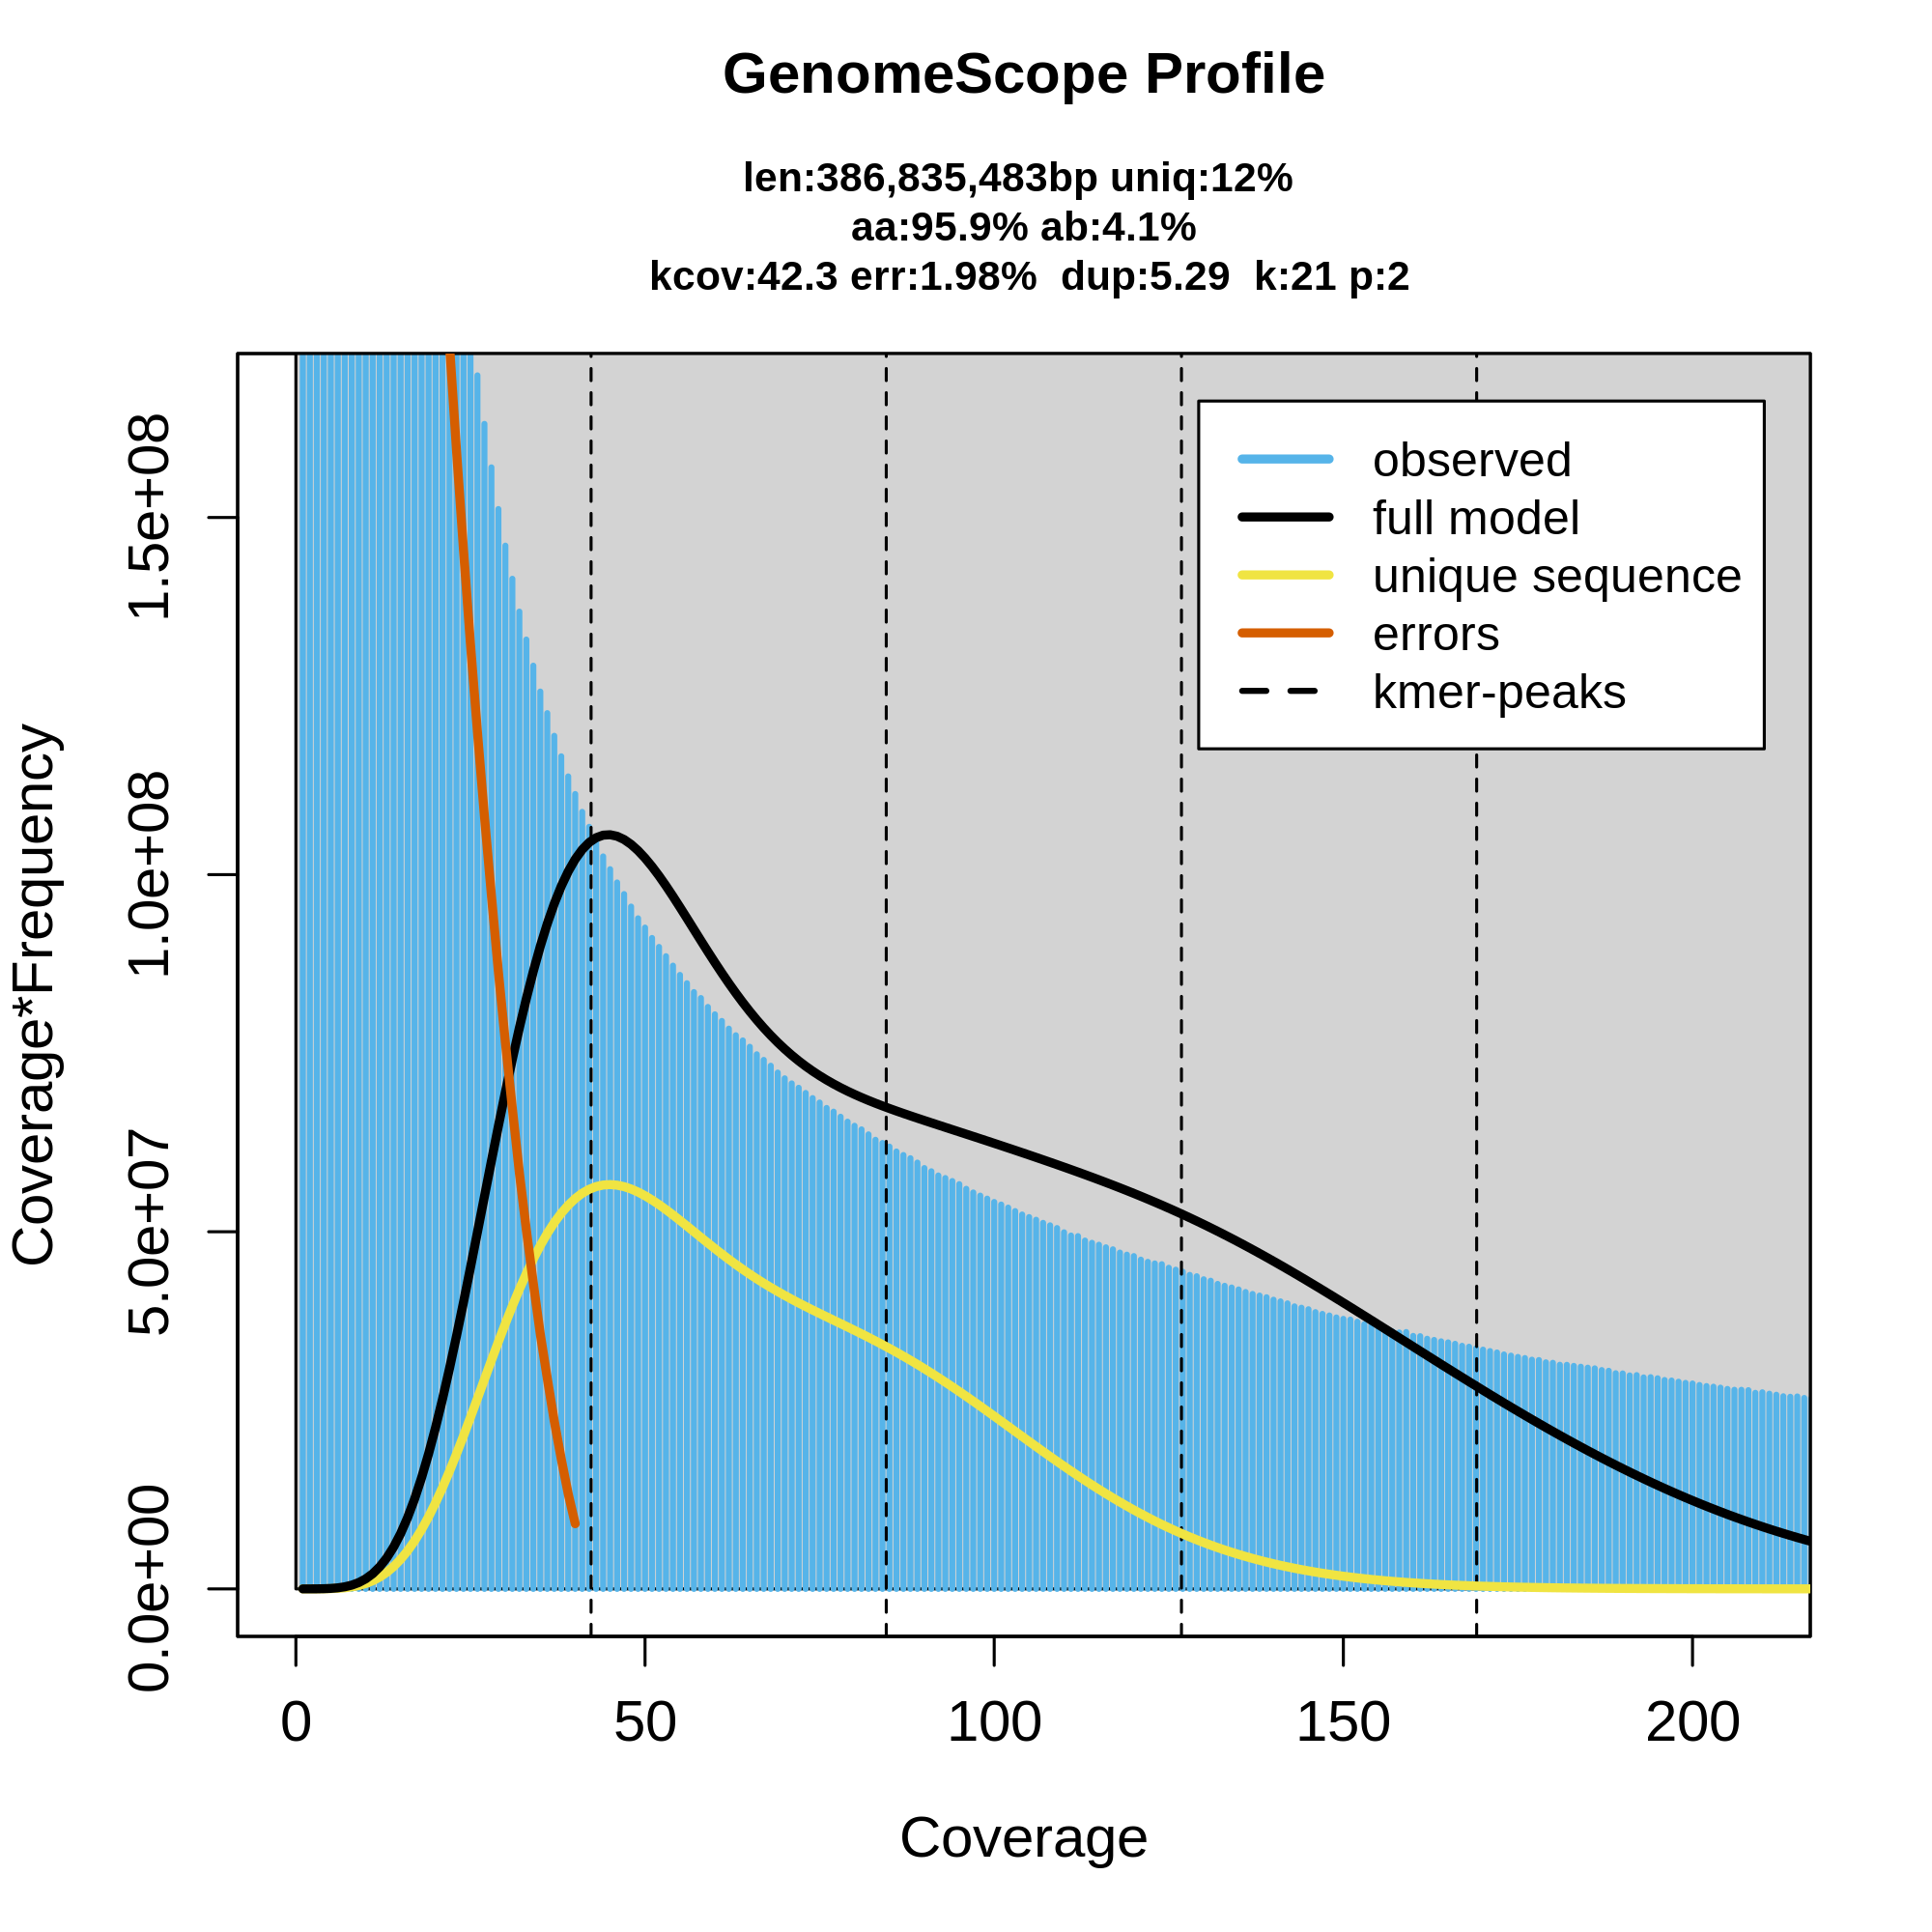 GenomeScope Profile
len:386,835,483bp uniq:12%
aa:95.9% ab:4.1%
kcov:42.3 err:1.98%  dup:5.29  k:21 p:2
observed
full model
unique sequence
errors
kmer-peaks
Coverage*Frequency
1.5e+08
1.0e+08
5.0e+07
0.0e+00
0 50 100 150 200
Coverage